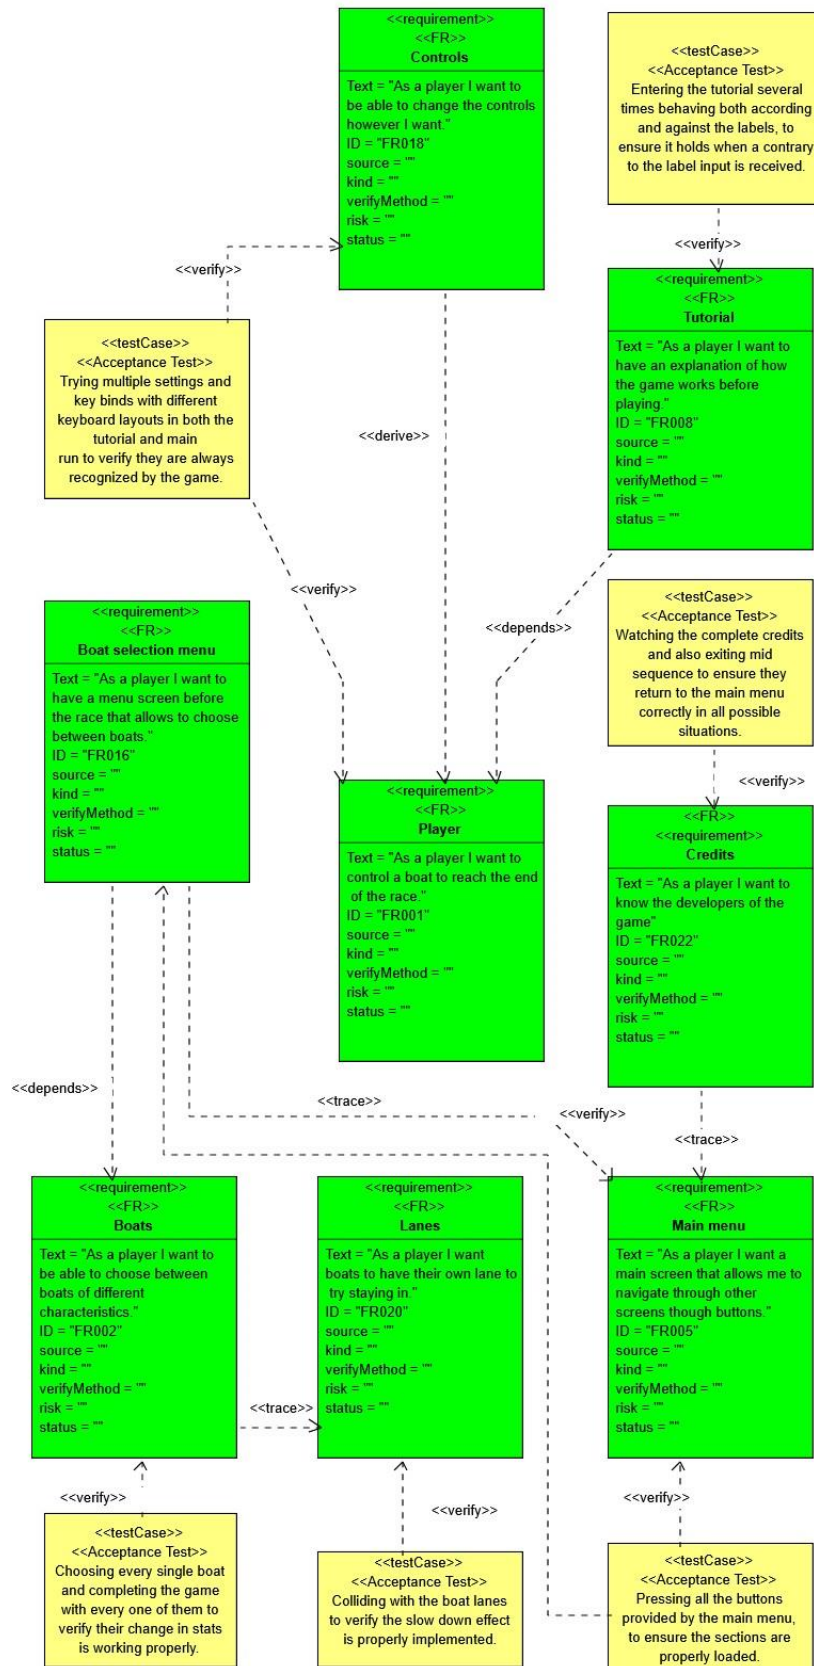 <<requirement>>
<<FR>>
Controls
Text = "As a player I want to
be able to change the controls
however I want."
ID = "FR018"
source = ""
kind = ""
verifyMethod = ""
risk = ""
status = ""
<<testCase>>
<<Acceptance Test>>
Entering the tutorial several
times behaving both according
and against the labels, to
ensure it holds when a contrary
to the label input is received.
<<verify>>
<<verify>>
<<requirement>>
<<FR>>
Tutorial
Text = "As a player I want to
have an explanation of how
the game works before
playing."
ID = "FR008"
source = ""
kind = ""
verifyMethod = ""
risk = ""
status = ""
<<testCase>>
<<Acceptance Test>>
Trying multiple settings and
key binds with different
keyboard layouts in both the
tutorial and main
run to verify they are always
recognized by the game.
<<derive>>
<<verify>>
<<depends>>
<<requirement>>
<<FR>>
Boat selection menu
Text = "As a player I want to
have a menu screen before
the race that allows to choose
between boats."
ID = "FR016"
source = ""
kind = ""
verifyMethod = ""
risk = ""
status = ""
<<testCase>>
<<Acceptance Test>>
Watching the complete credits
and also exiting mid
sequence to ensure they
return to the main menu
correctly in all possible
situations.
<<verify>>
<<requirement>>
<<FR>>
Player
Text = "As a player I want to
control a boat to reach the end
of the race."
ID = "FR001"
source = ""
kind = ""
verifyMethod = ""
risk = ""
status = ""
<<FR>>
<<requirement>>
Credits
Text = "As a player I want to
know the developers of the
game"
ID = "FR022"
source = ""
kind = ""
verifyMethod = ""
risk = ""
status = ""
<<depends>>
<<trace>>
<<verify>>
<<trace>>
<<requirement>>
<<FR>>
Boats
Text = "As a player I want to
be able to choose between
boats of different
characteristics."
ID = "FR002"
source = ""
kind = ""
verifyMethod = ""
risk = ""
status = ""
<<trace>>
<<requirement>>
<<FR>>
Lanes
Text = "As a player I want
boats to have their own lane to
try staying in."
ID = "FR020"
source = ""
kind = ""
verifyMethod = ""
risk = ""
status = ""
<<requirement>>
<<FR>>
Main menu
Text = "As a player I want a
main screen that allows me to
navigate through other
screens though buttons."
ID = "FR005"
source = ""
kind = ""
verifyMethod = ""
risk = ""
status = ""
<<verify>>
<<verify>>
<<verify>>
<<testCase>>
<<Acceptance Test>>
Choosing every single boat
and completing the game
with every one of them to
verify their change in stats
is working properly.
<<testCase>>
<<Acceptance Test>>
Colliding with the boat lanes
to verify the slow down effect
is properly implemented.
<<testCase>>
<<Acceptance Test>>
Pressing all the buttons
provided by the main menu,
to ensure the sections are
properly loaded.